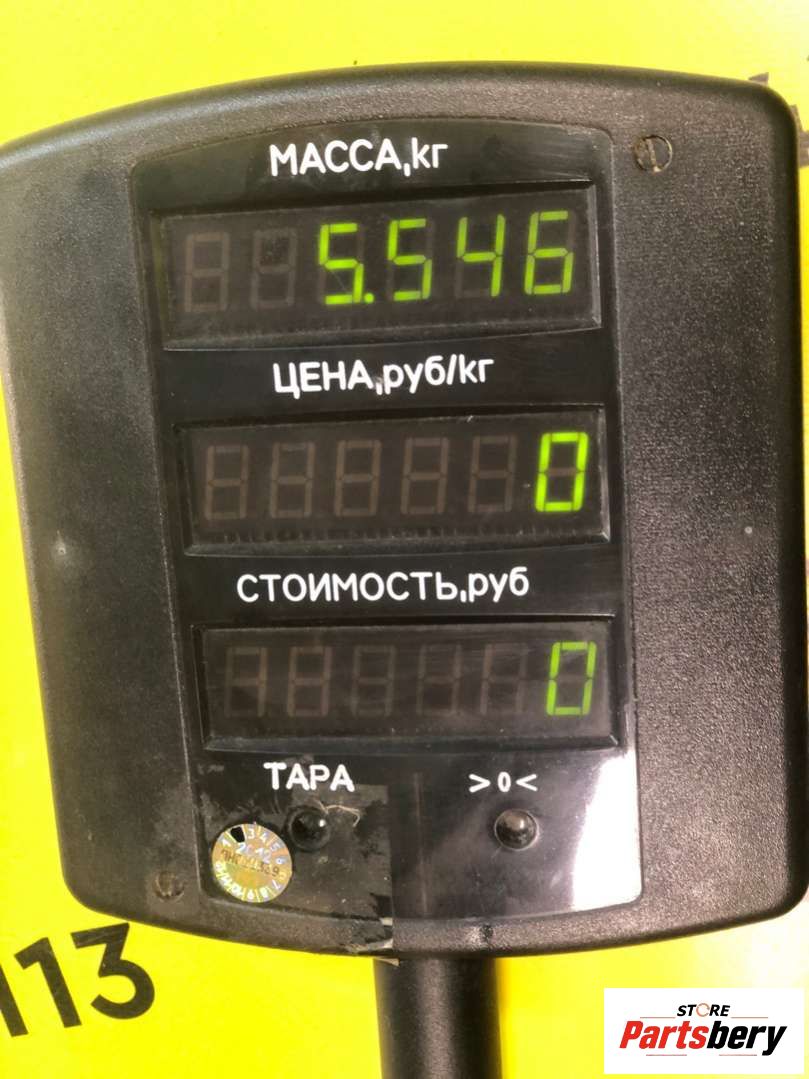 МАССА,кг
5.546
ЦЕНА,руб/кг
0
СТОИМОСТЬ,руб
0
ТАРА >0<
113
STORE
Partsbery